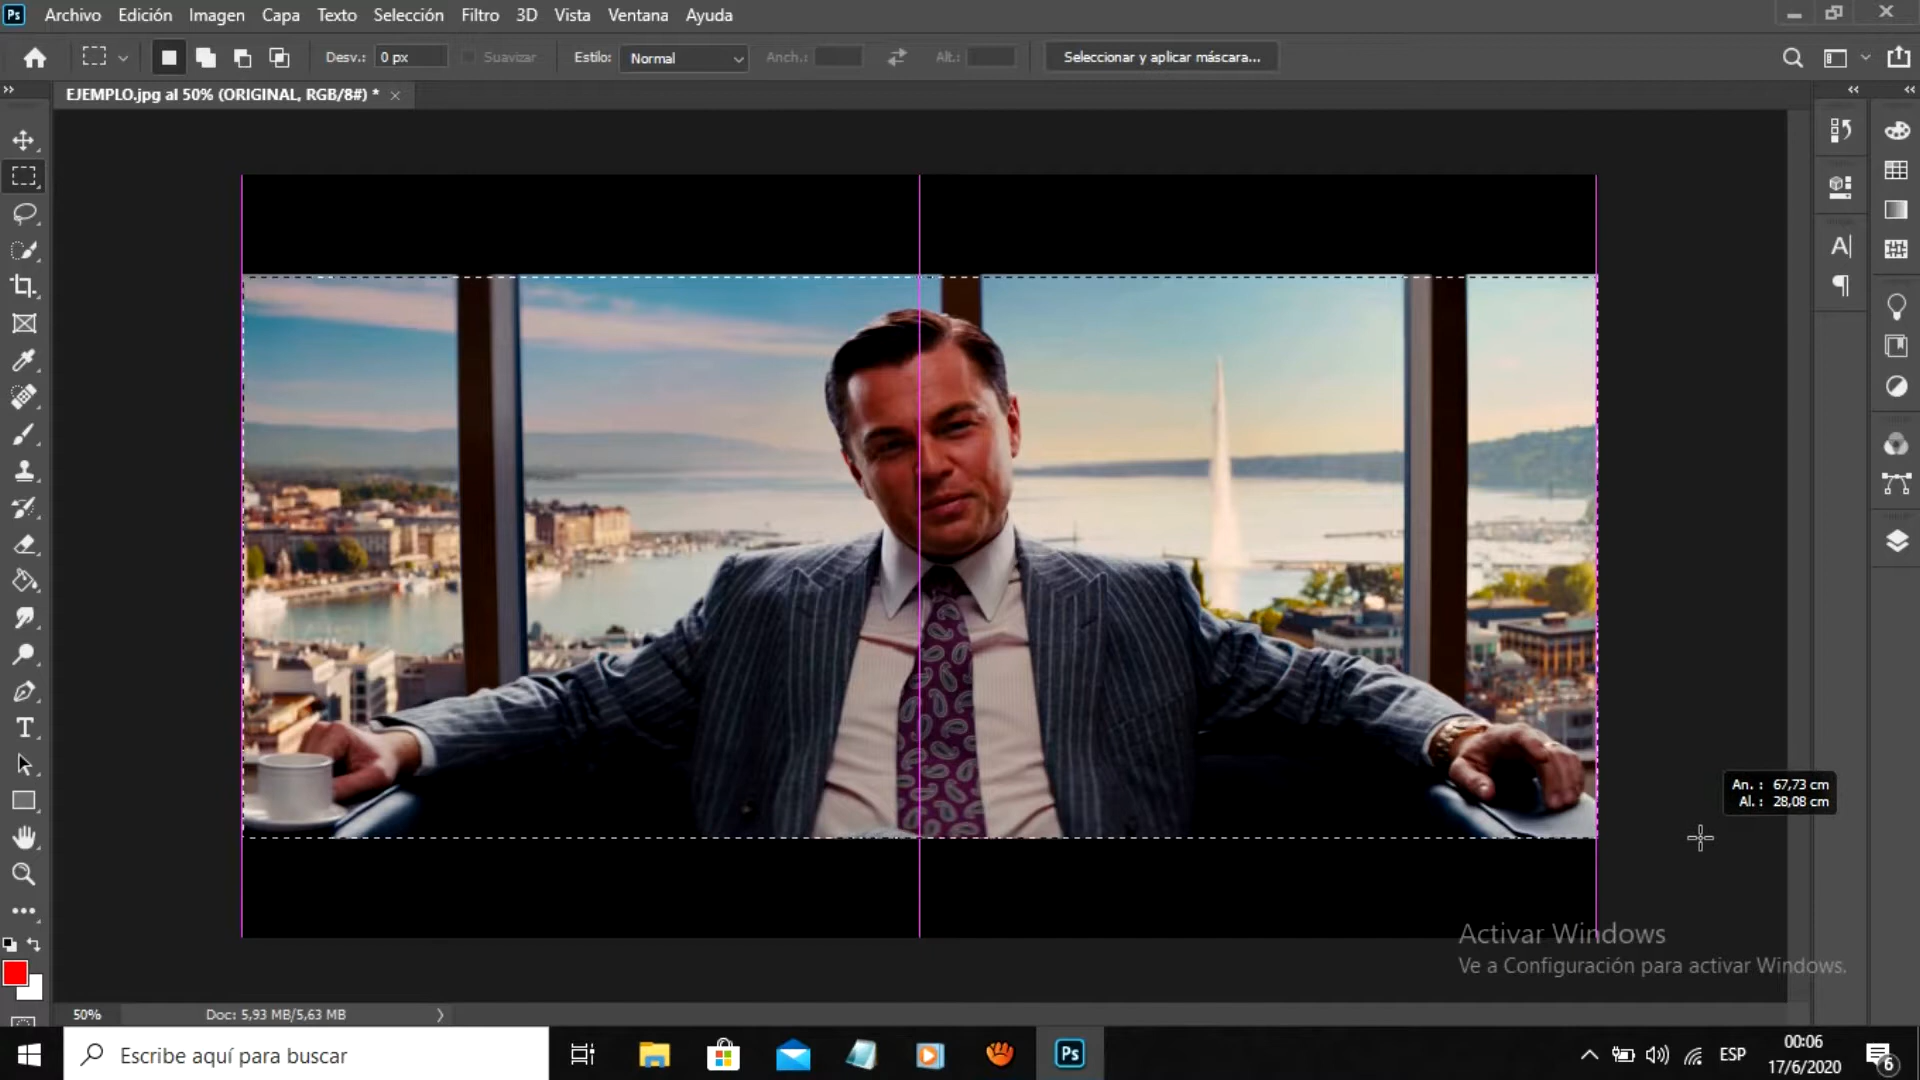 Ps Archivo Edición Imagen Capa Texto Selección Filtro 3D Vista Ventana Ayuda
Desv.: 0 px Suavizar Estilo: Normal Anch.: Alt.: Seleccionar y aplicar máscara...
EJEMPLO.jpg al 50% (ORIGINAL, RGB/8#) *
An. : 67,73 cm
Al. : 28,08 cm
Activar Windows
Ve a Configuración para activar Windows.
50% Doc: 5,93 MB/5,63 MB
Escribe aquí para buscar
Ps
ESP
00:06
17/6/2020
6